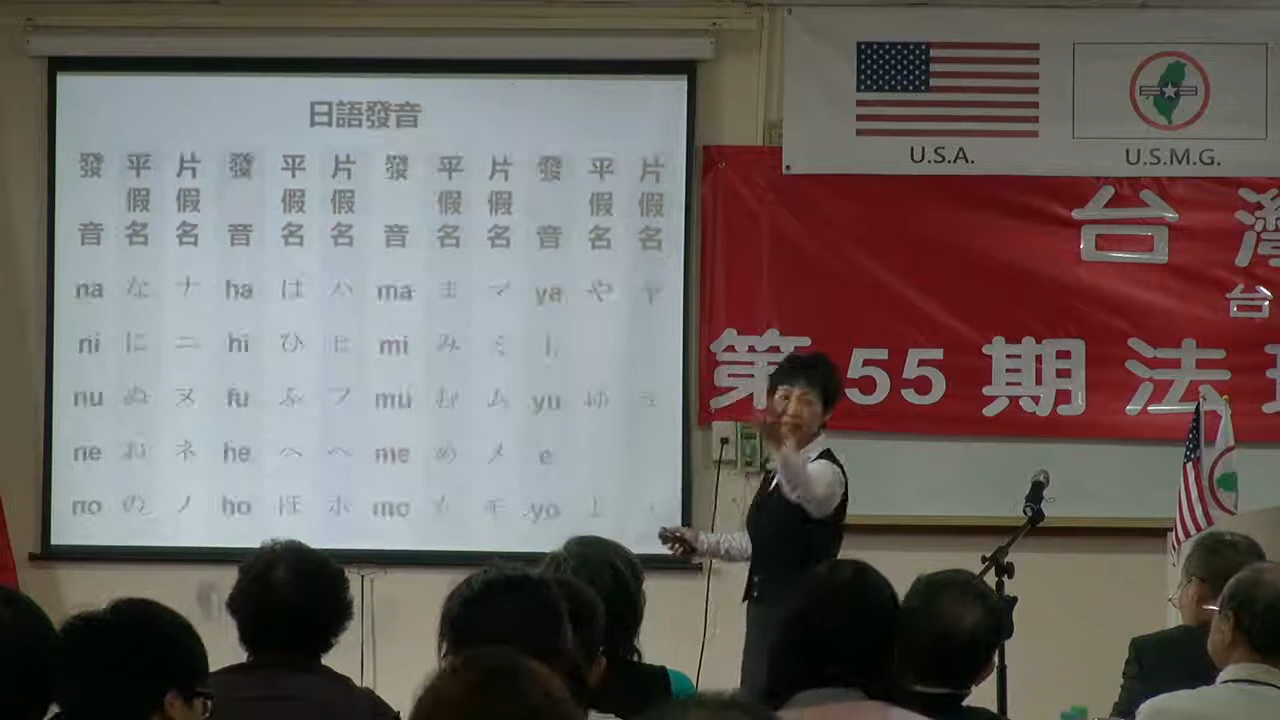 日語發音
發音 平假名 片假名 發音 平假名 片假名 發音 平假名 片假名 發音 平假名 片假名
na な ナ ha は ハ ma ま マ ya や ヤ
ni に ニ hi ひ ヒ mi み ミ i
nu ぬ ヌ fu ふ フ mu む ム yu ゆ ユ
ne ね ネ he へ ヘ me め メ e
no の ノ ho ほ ホ mo も モ yo よ
U.S.A.
U.S.M.G.
台灣
台
第55期法